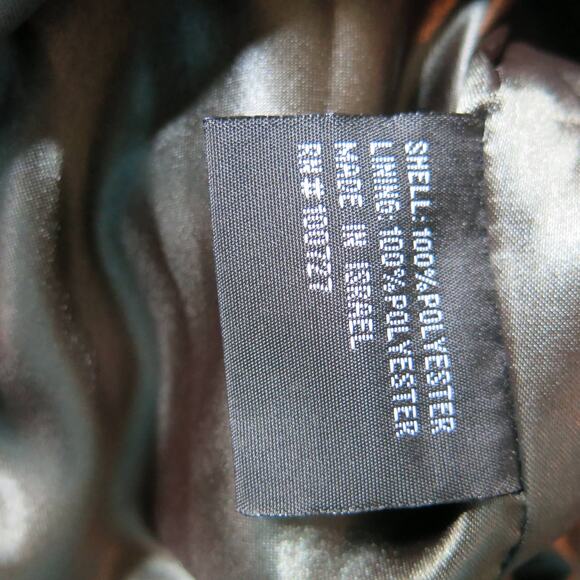 SHELL: 100% POLYESTER
LINING: 100% POLYESTER
MADE IN ISRAEL
RN # 100727